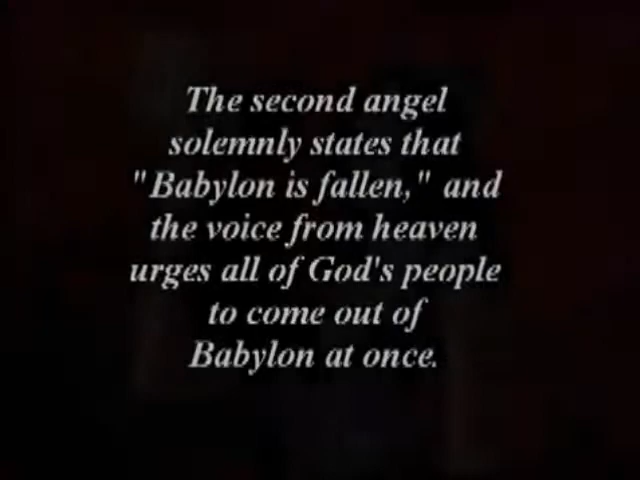 The second angel
solemnly states that
"Babylon is fallen," and
the voice from heaven
urges all of God's people
to come out of
Babylon at once.